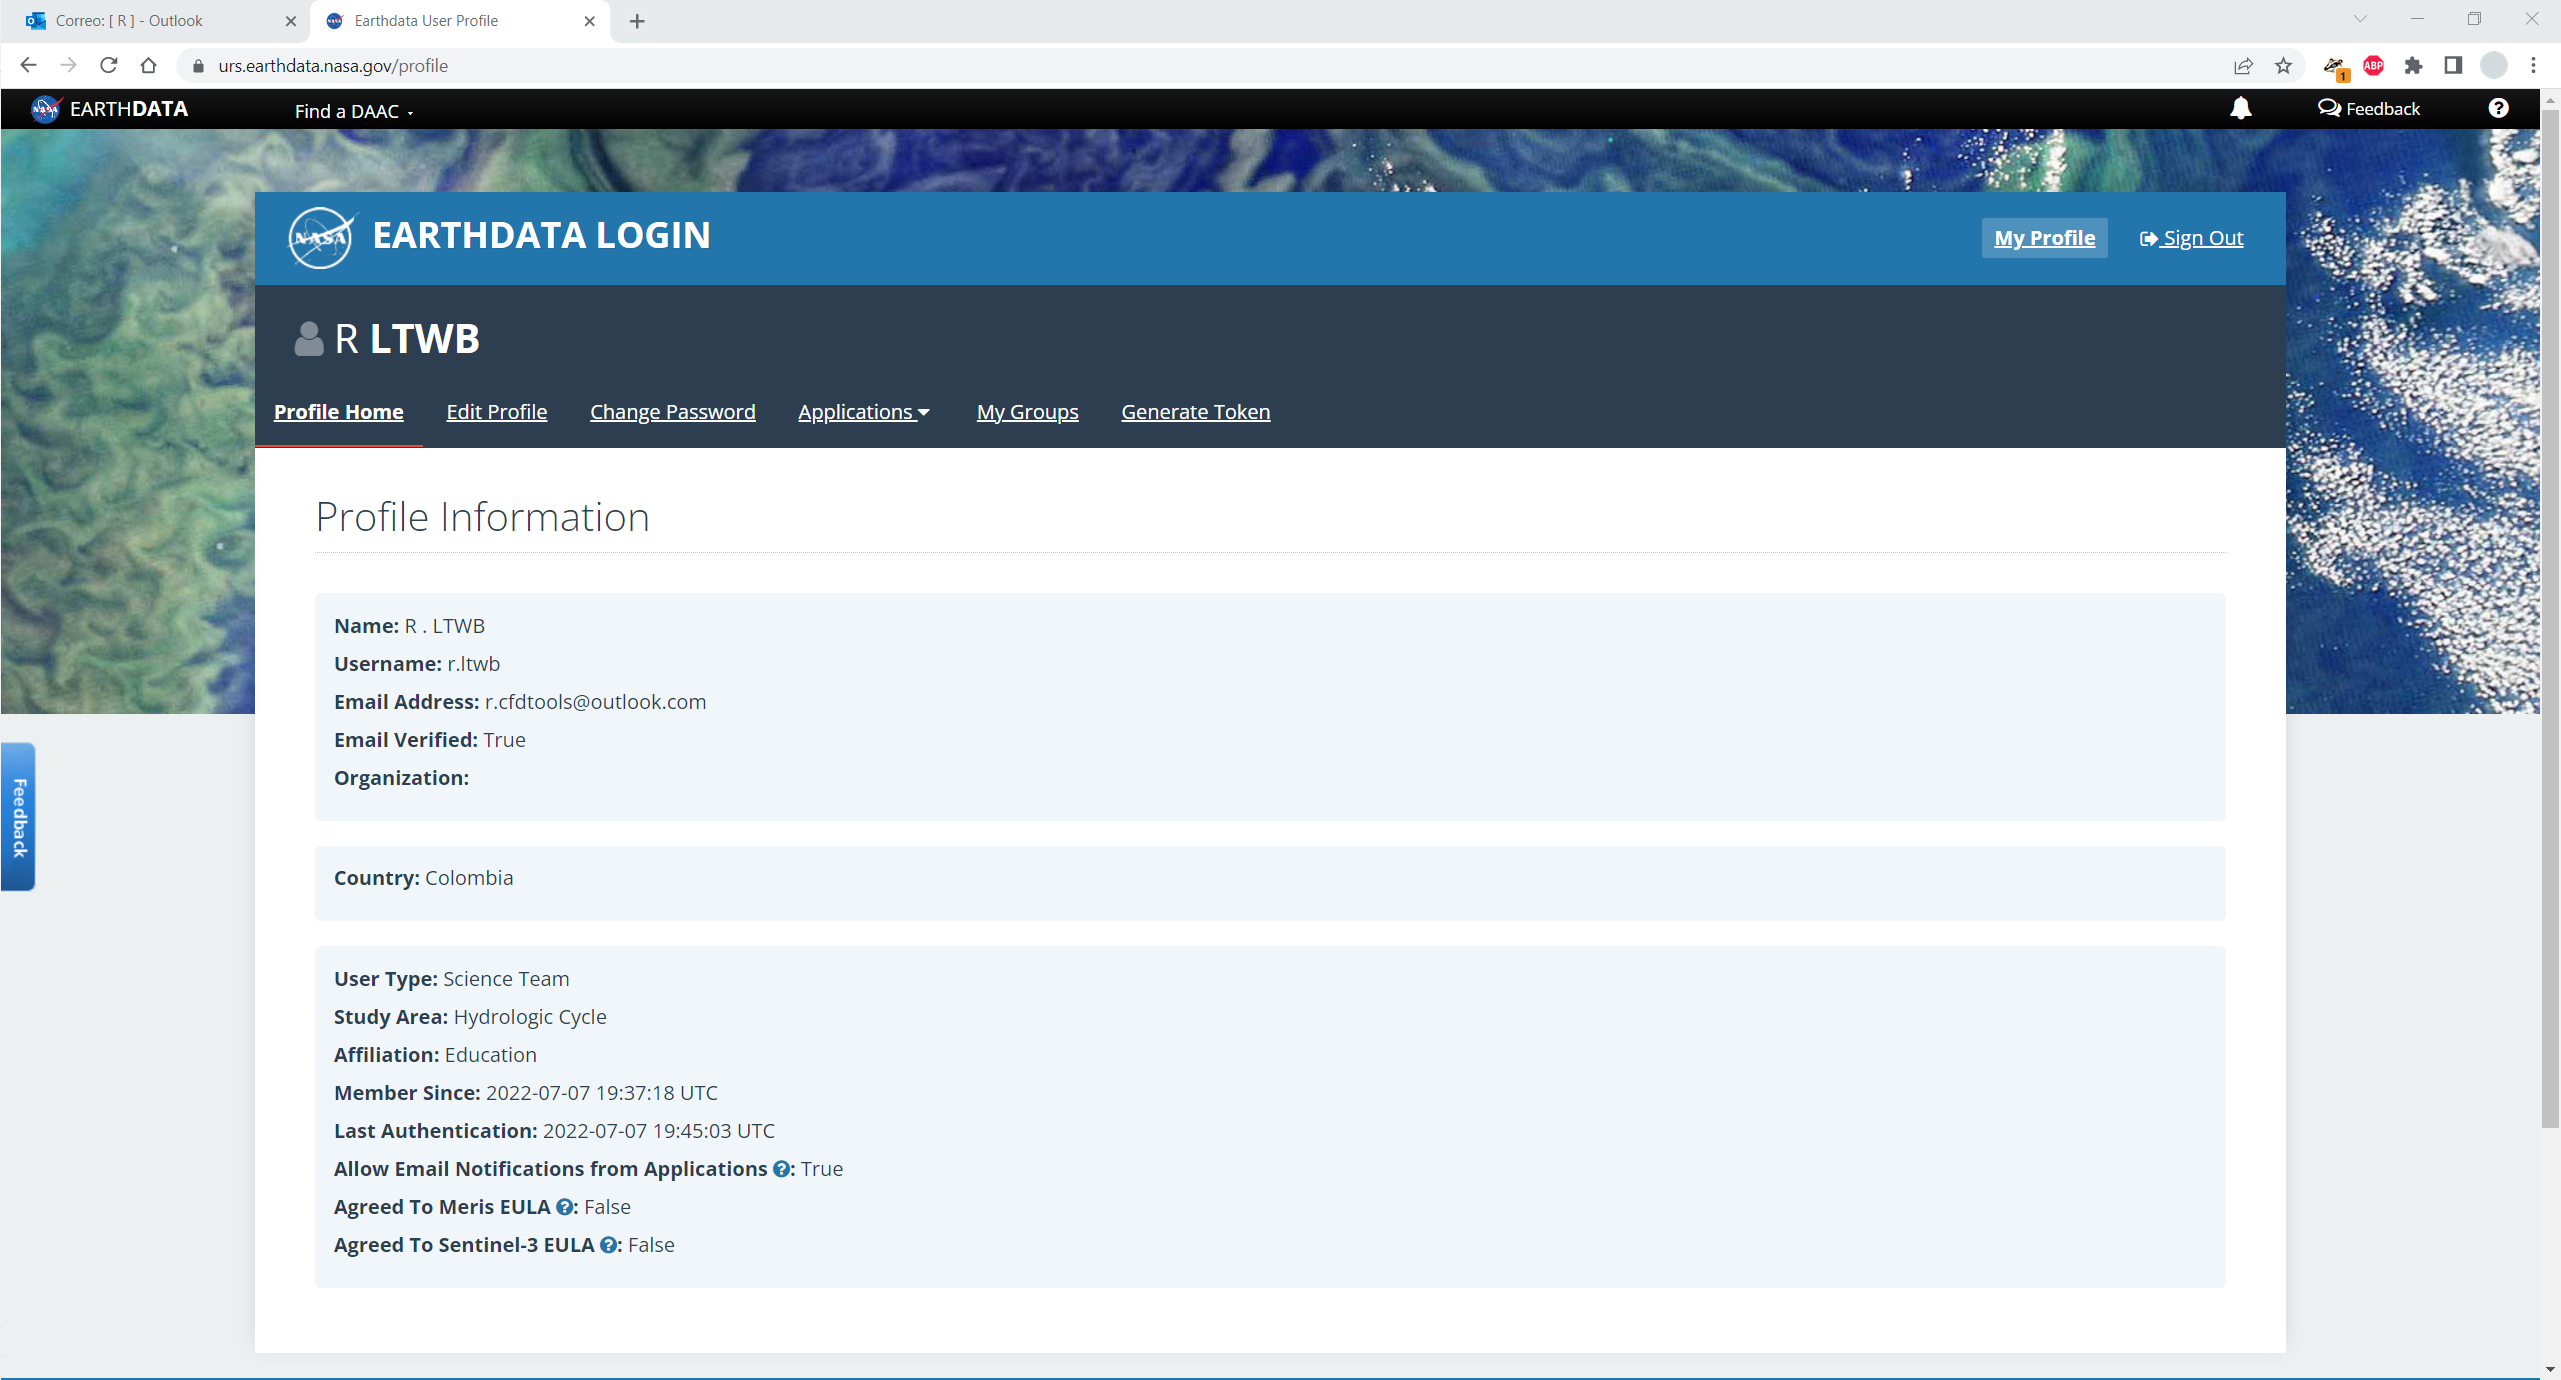 Correo: [ R ] - Outlook
Earthdata User Profile
urs.earthdata.nasa.gov/profile
1
ABP
NASA EARTHDATA
Find a DAAC
Feedback
NASA EARTHDATA LOGIN
My Profile
Sign Out
R LTWB
Profile Home
Edit Profile
Change Password
Applications
My Groups
Generate Token
Profile Information
Name: R . LTWB
Username: r.ltwb
Email Address: r.cfdtools@outlook.com
Email Verified: True
Organization:
Feedback
Country: Colombia
User Type: Science Team
Study Area: Hydrologic Cycle
Affiliation: Education
Member Since: 2022-07-07 19:37:18 UTC
Last Authentication: 2022-07-07 19:45:03 UTC
Allow Email Notifications from Applications ?: True
Agreed To Meris EULA ?: False
Agreed To Sentinel-3 EULA ?: False